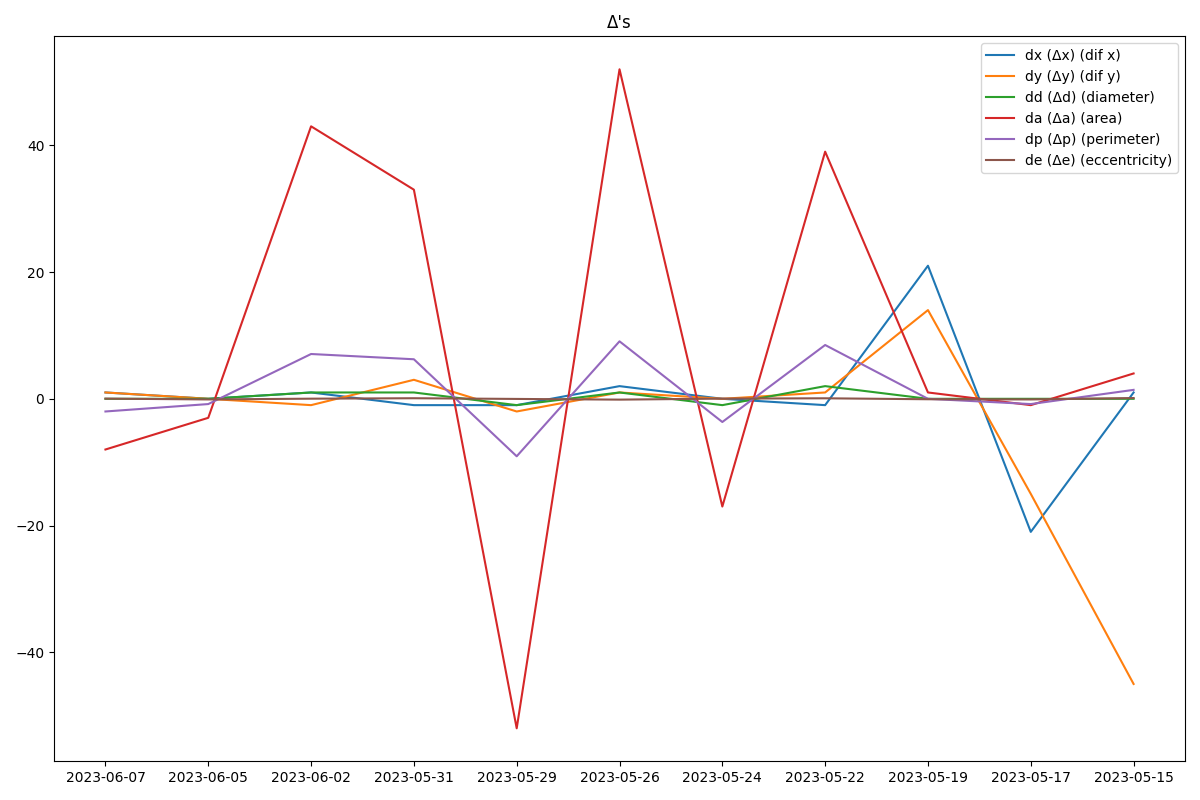 Δ's
dx (Δx) (dif x)
dy (Δy) (dif y)
dd (Δd) (diameter)
da (Δa) (area)
dp (Δp) (perimeter)
de (Δe) (eccentricity)
40
20
0
−20
−40
2023-06-07 2023-06-05 2023-06-02 2023-05-31 2023-05-29 2023-05-26 2023-05-24 2023-05-22 2023-05-19 2023-05-17 2023-05-15